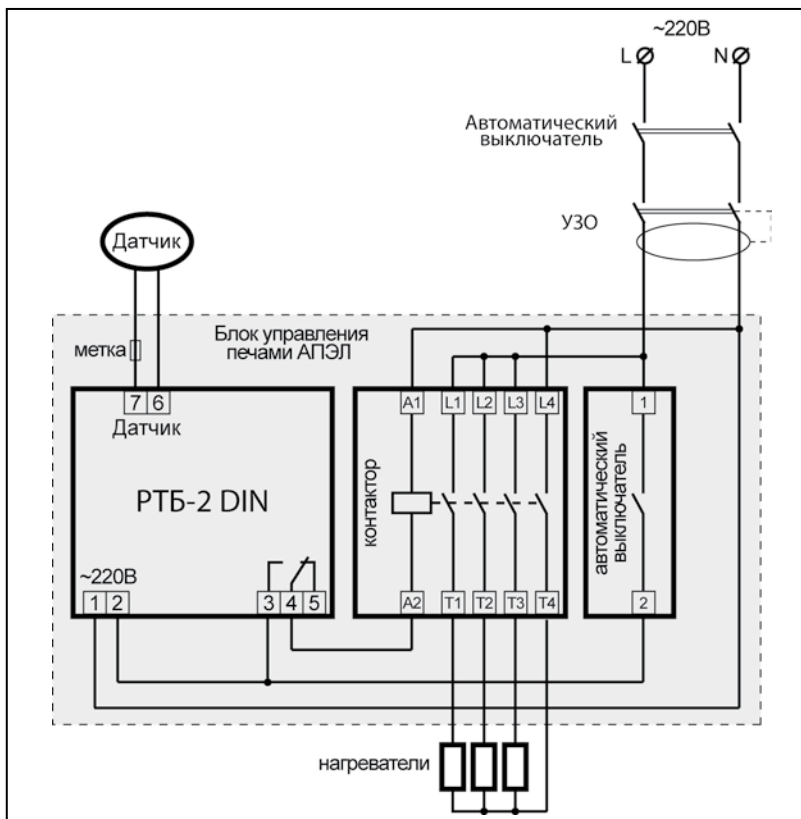 ~220В
L N
Автоматический
выключатель
УЗО
Датчик
Блок управления
печами АПЭЛ
метка
7 6
Датчик
РТБ-2 DIN
~220В
1 2 3 4 5
A1 L1 L2 L3 L4
контактор
A2 T1 T2 T3 T4
1
автоматический
выключатель
2
нагреватели